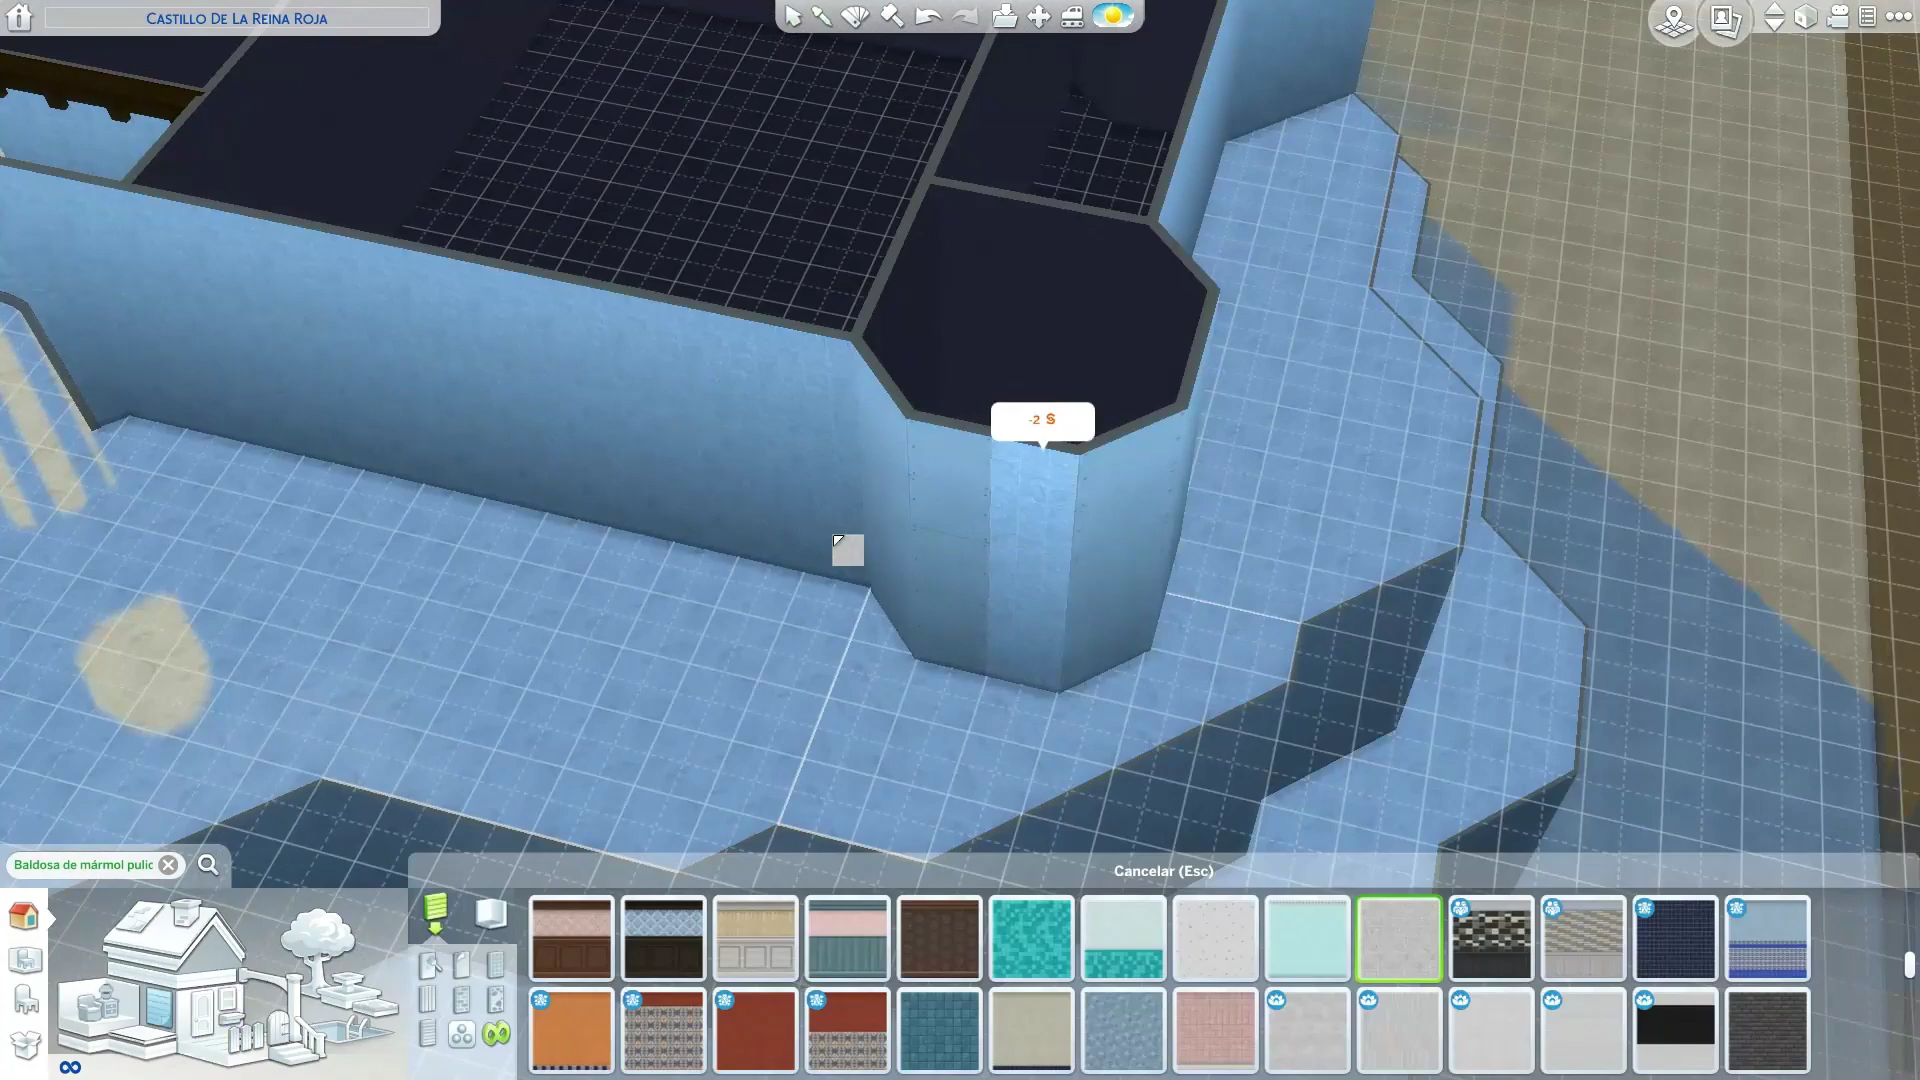 CASTILLO DE LA REINA ROJA
-2 $
Baldosa de mármol pulic
Cancelar (Esc)